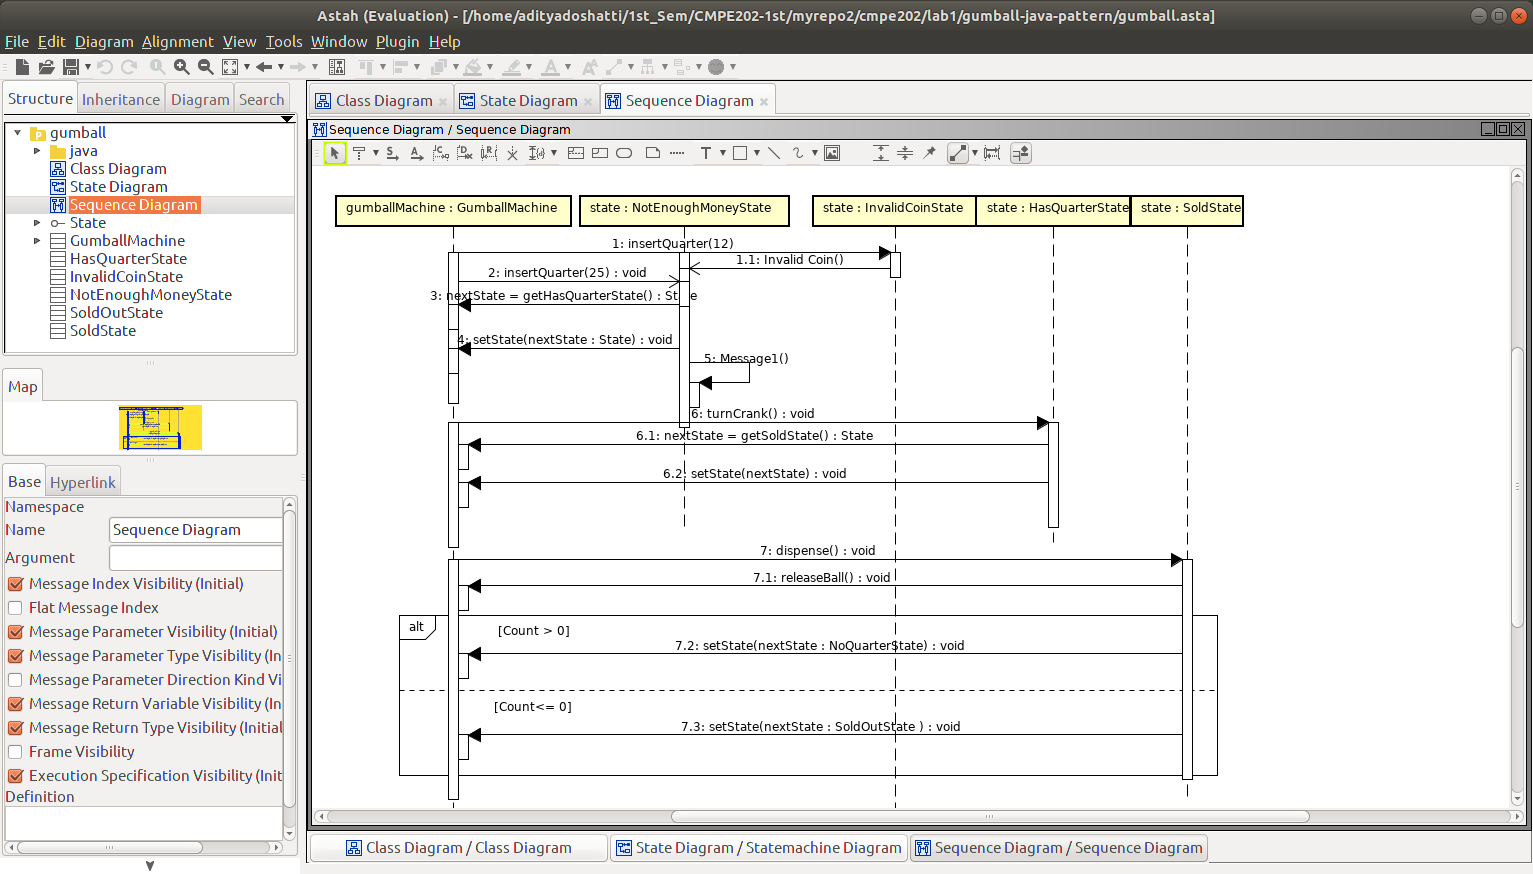 Astah (Evaluation) - [/home/adityadoshatti/1st_Sem/CMPE202-1st/myrepo2/cmpe202/lab1/gumball-java-pattern/gumball.asta]
File Edit Diagram Alignment View Tools Window Plugin Help
Structure Inheritance Diagram Search
gumball
java
Class Diagram
State Diagram
Sequence Diagram
State
GumballMachine
HasQuarterState
InvalidCoinState
NotEnoughMoneyState
SoldOutState
SoldState
Map
Base Hyperlink
Namespace
Name Sequence Diagram
Argument
Message Index Visibility (Initial)
Flat Message Index
Message Parameter Visibility (Initial)
Message Parameter Type Visibility (In
Message Parameter Direction Kind Vi
Message Return Variable Visibility (In
Message Return Type Visibility (Initial
Frame Visibility
Execution Specification Visibility (Init
Definition
Class Diagram State Diagram Sequence Diagram
Sequence Diagram / Sequence Diagram
gumballMachine : GumballMachine state : NotEnoughMoneyState state : InvalidCoinState state : HasQuarterState state : SoldState
1: insertQuarter(12)
1.1: Invalid Coin()
2: insertQuarter(25) : void
3: nextState = getHasQuarterState() : State
4: setState(nextState : State) : void
5: Message1()
6: turnCrank() : void
6.1: nextState = getSoldState() : State
6.2: setState(nextState) : void
7: dispense() : void
7.1: releaseBall() : void
alt
[Count > 0]
7.2: setState(nextState : NoQuarterState) : void
[Count<= 0]
7.3: setState(nextState : SoldOutState ) : void
Class Diagram / Class Diagram State Diagram / Statemachine Diagram Sequence Diagram / Sequence Diagram